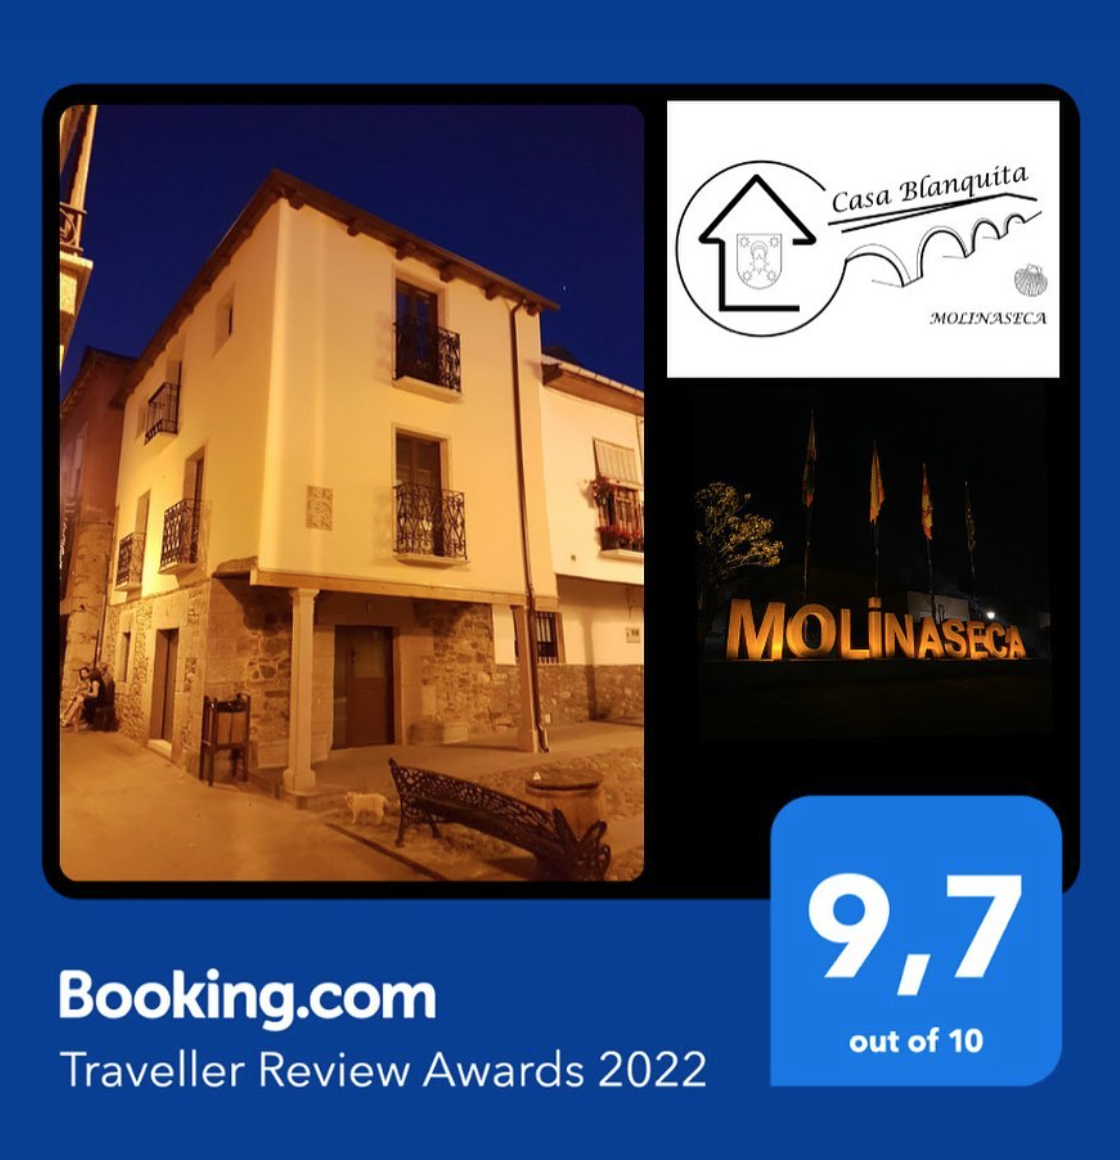 Casa Blanquita
MOLINASECA
MOLiNASECA
9,7
out of 10
Booking.com
Traveller Review Awards 2022